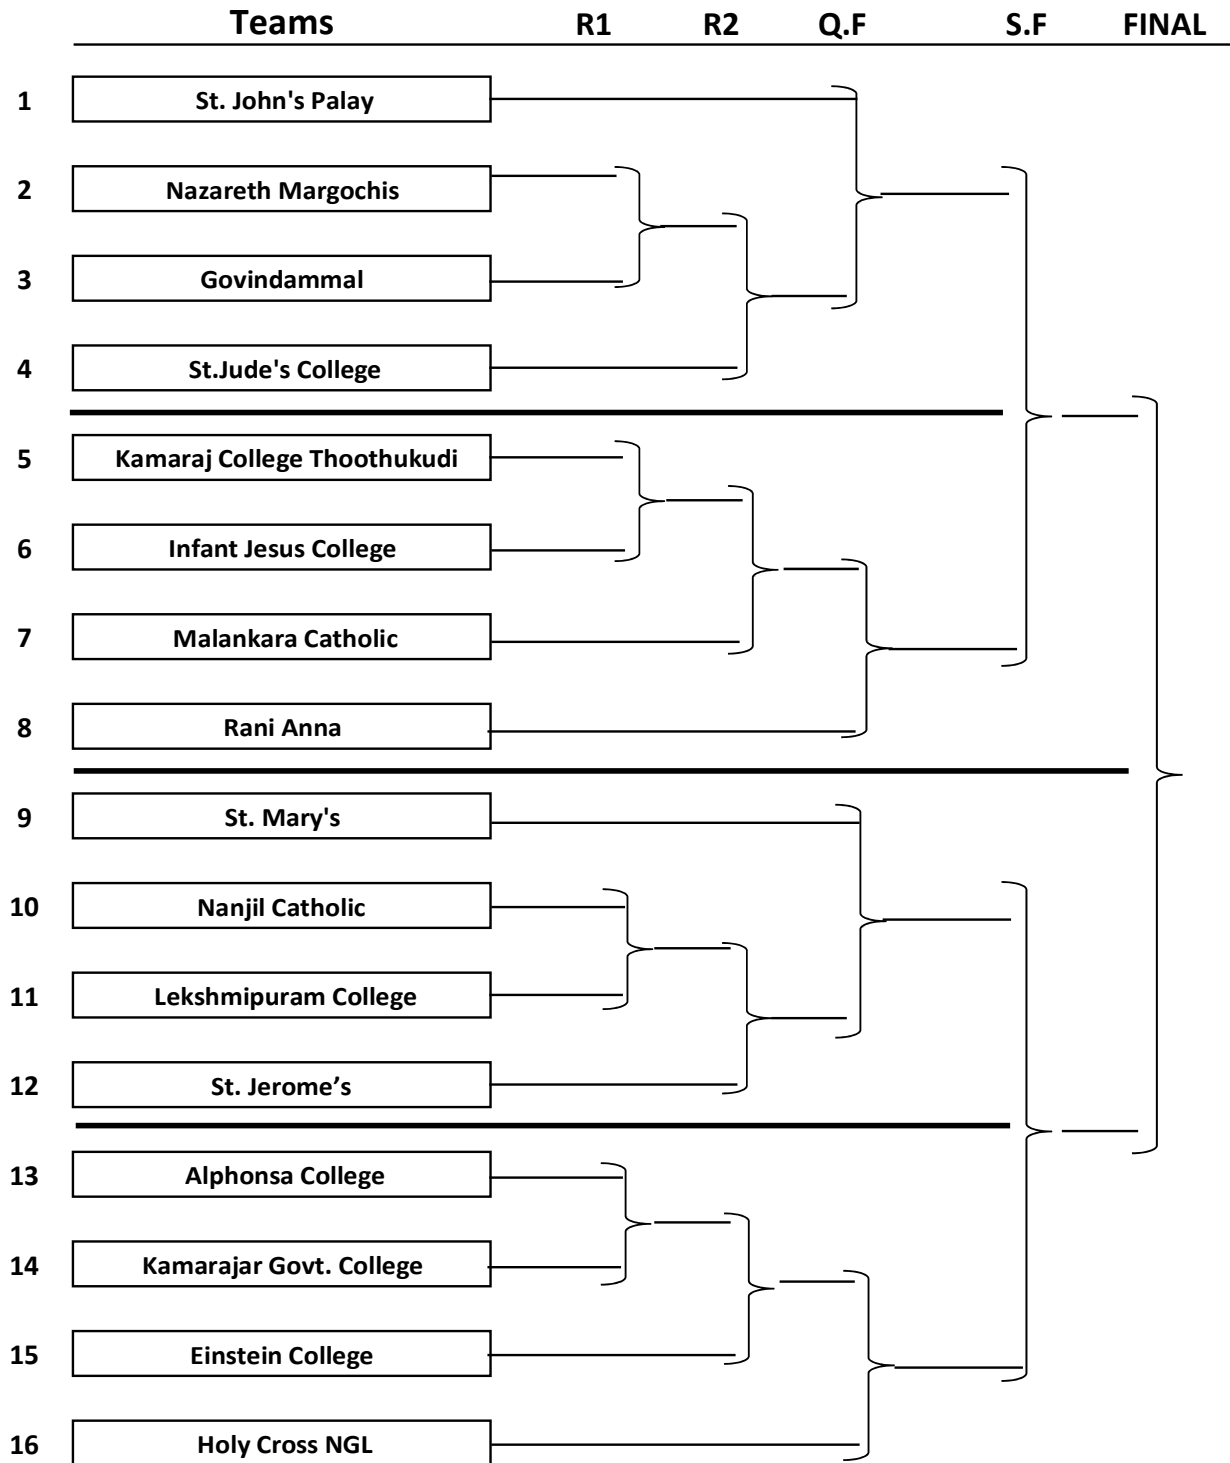 Teams R1 R2 Q.F S.F FINAL
1 St. John's Palay
2 Nazareth Margochis
3 Govindammal
4 St.Jude's College
5 Kamaraj College Thoothukudi
6 Infant Jesus College
7 Malankara Catholic
8 Rani Anna
9 St. Mary's
10 Nanjil Catholic
11 Lekshmipuram College
12 St. Jerome’s
13 Alphonsa College
14 Kamarajar Govt. College
15 Einstein College
16 Holy Cross NGL